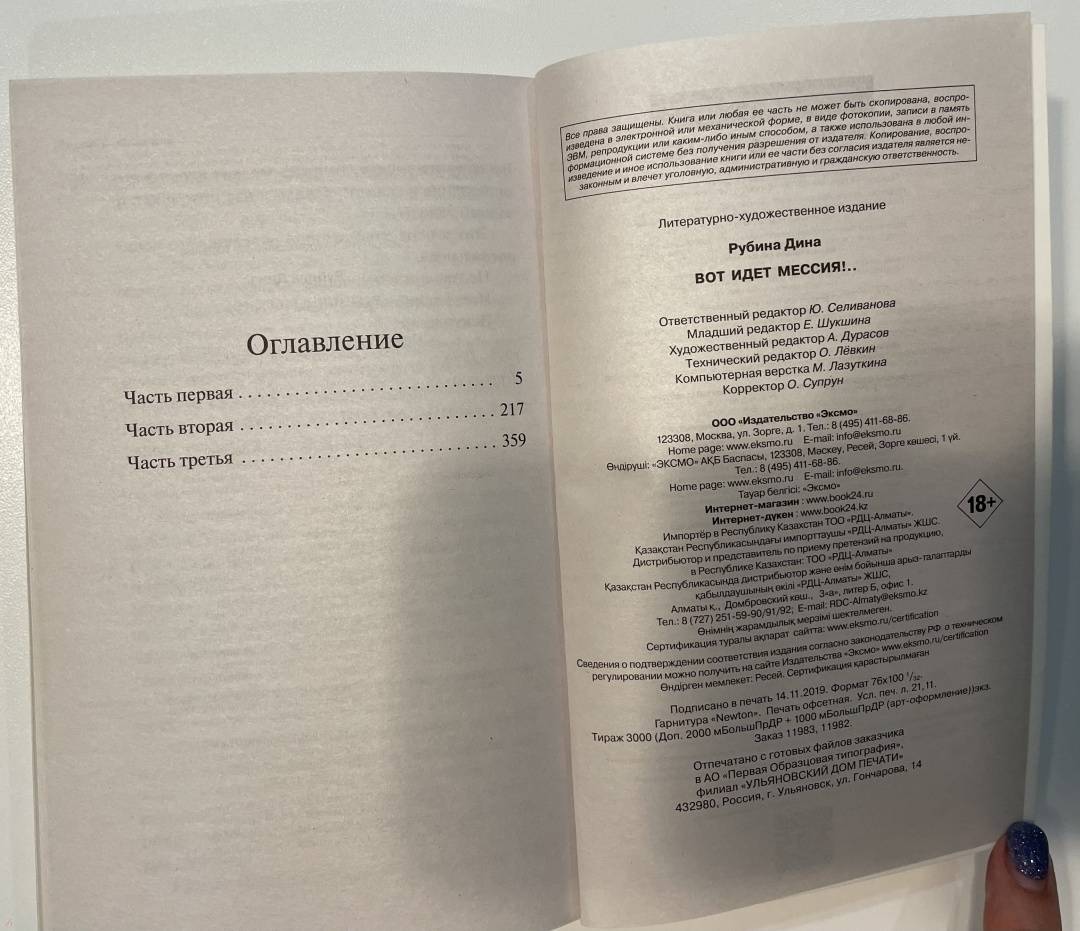 Оглавление
Часть первая . . . . . . . . . . . . . . . . . . . . . . . . . . . 5
Часть вторая . . . . . . . . . . . . . . . . . . . . . . . . . . . 217
Часть третья . . . . . . . . . . . . . . . . . . . . . . . . . . . 359
Все права защищены. Книга или любая ее часть не может быть скопирована, воспро-
изведена в электронной или механической форме, в виде фотокопии, записи в память
ЭВМ, репродукции или каким-либо иным способом, а также использована в любой ин-
формационной системе без получения разрешения от издателя. Копирование, воспро-
изведение и иное использование книги или ее части без согласия издателя является не-
законным и влечет уголовную, административную и гражданскую ответственность.
Литературно-художественное издание
Рубина Дина
ВОТ ИДЕТ МЕССИЯ!..
Ответственный редактор Ю. Селиванова
Младший редактор Е. Шукшина
Художественный редактор А. Дурасов
Технический редактор О. Лёвкин
Компьютерная верстка М. Лазуткина
Корректор О. Супрун
ООО «Издательство «Эксмо»
123308, Москва, ул. Зорге, д. 1. Тел.: 8 (495) 411-68-86.
Home page: www.eksmo.ru E-mail: info@eksmo.ru
Өндіруші: «ЭКСМО» АҚБ Баспасы, 123308, Мәскеу, Ресей, Зорге көшесі, 1 үй.
Тел.: 8 (495) 411-68-86.
Home page: www.eksmo.ru E-mail: info@eksmo.ru.
Тауар белгісі: «Эксмо»
Интернет-магазин : www.book24.ru
Интернет-дүкен : www.book24.kz
Импортёр в Республику Казахстан ТОО «РДЦ-Алматы».
Қазақстан Республикасындағы импорттаушы «РДЦ-Алматы» ЖШС.
Дистрибьютор и представитель по приему претензий на продукцию,
в Республике Казахстан: ТОО «РДЦ-Алматы»
Қазақстан Республикасында дистрибьютор және өнім бойынша арыз-талаптарды
қабылдаушының өкілі «РДЦ-Алматы» ЖШС,
Алматы қ., Домбровский көш., 3«а», литер Б, офис 1.
Тел.: 8 (727) 251-59-90/91/92; E-mail: RDC-Almaty@eksmo.kz
Өнімнің жарамдылық мерзімі шектелмеген.
Сертификация туралы ақпарат сайтта: www.eksmo.ru/certification
18+
Сведения о подтверждении соответствия издания согласно законодательству РФ о техническом
регулировании можно получить на сайте Издательства «Эксмо» www.eksmo.ru/certification
Өндірген мемлекет: Ресей. Сертификация қарастырылмаған
Подписано в печать 14.11.2019. Формат 76x100 1/32.
Гарнитура «Newton». Печать офсетная. Усл. печ. л. 21,11.
Тираж 3000 (Доп. 2000 мБольшПрДР + 1000 мБольшПрДР (арт-оформление))экз.
Заказ 11983, 11982.
Отпечатано с готовых файлов заказчика
в АО «Первая Образцовая типография»,
филиал «УЛЬЯНОВСКИЙ ДОМ ПЕЧАТИ»
432980, Россия, г. Ульяновск, ул. Гончарова, 14